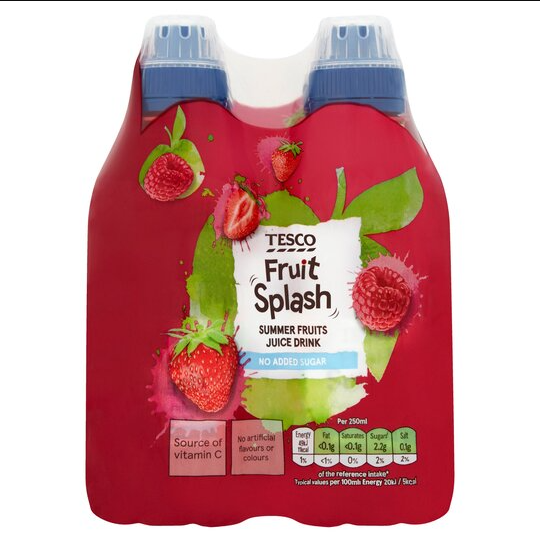 TESCO
Fruit
Splash
SUMMER FRUITS
JUICE DRINK
NO ADDED SUGAR
Source of
vitamin C
No artificial
flavours or
colours
Per 250ml
Energy Fat Saturates Sugars Salt
49kJ <0.1g <0.1g 2.2g 0.1g
11kcal
1% <1% 0% 2% 2%
of the reference intake*
Typical values per 100ml: Energy 20kJ / 5kcal